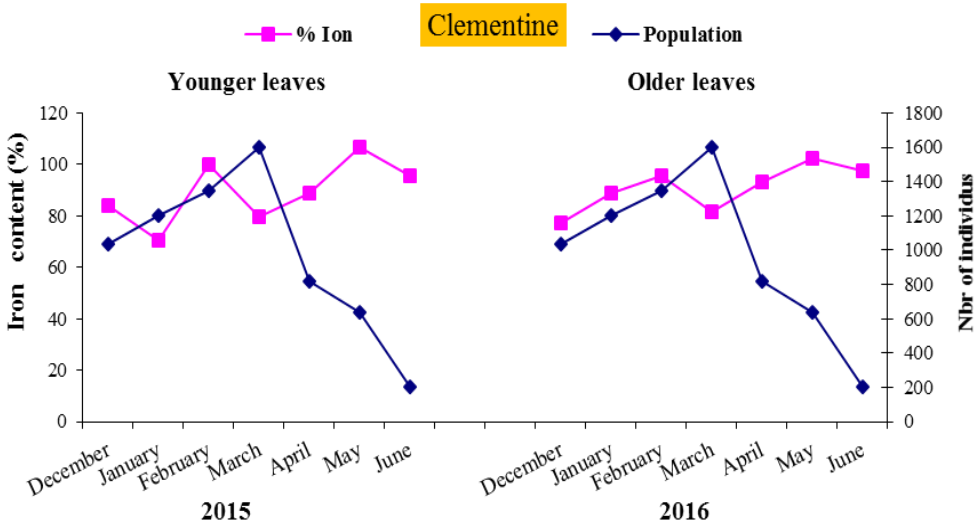 Clementine
% Ion
Population
Younger leaves
Older leaves
Iron content (%)
120
100
80
60
40
20
0
1800
1600
1400
1200
1000
800
600
400
200
0
Nbr of individus
December January February March April May June
December January February March April May June
2015
2016